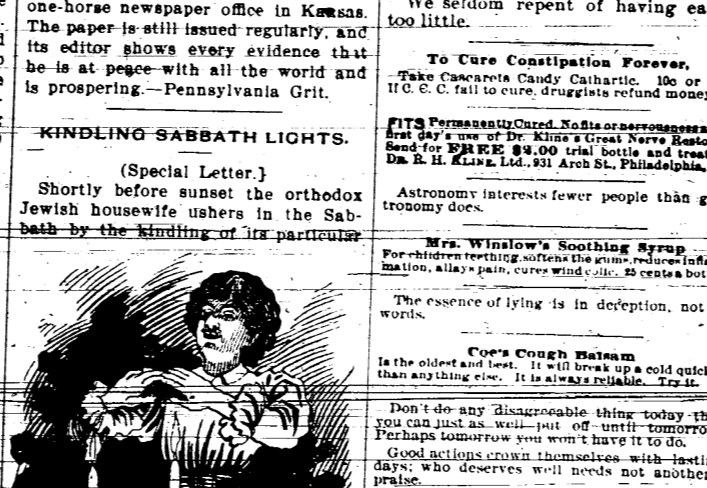 one-horse newspaper office in Kansas.
The paper is still issued regularly, and
its editor shows every evidence that
he is at peace with all the world and
is prospering.—Pennsylvania Grit.
KINDLING SABBATH LIGHTS.
(Special Letter.]
Shortly before sunset the orthodox
Jewish housewife ushers in the Sab-
bath by the kindling of its particular
We seldom repent of having ea
too little.
To Cure Constipation Forever,
Take Cascarets Candy Cathartic. 10c or
If C. C. C. fail to cure, druggists refund money
FITS Permanently Cured. No fits or nervousness a
first day's use of Dr. Kline's Great Nerve Resto
Send for FREE $2.00 trial bottle and treat
DR. R. H. KLINE, Ltd., 931 Arch St., Philadelphia,
Astronomy interests fewer people than g
tronomy does.
Mrs. Winslow's Soothing Syrup
For children teething, softens the gums, reduces infla
mation, allays pain, cures wind colic. 25 cents a bot
The essence of lying is in deception, not
words.
Coe's Cough Balsam
Is the oldest and best. It will break up a cold quick
than anything else. It is always reliable. Try it.
Don't do any disagreeable thing today th
you can just as well put off until tomorro
Perhaps tomorrow you won't have it to do.
Good actions crown themselves with lasti
days; who deserves well needs not another
praise.